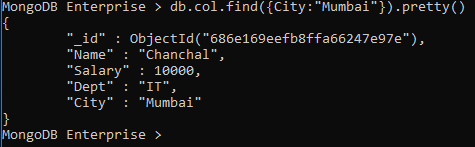 MongoDB Enterprise > db.col.find({City:"Mumbai"}).pretty()
{
        "_id" : ObjectId("686e169eefb8ffa66247e97e"),
        "Name" : "Chanchal",
        "Salary" : 10000,
        "Dept" : "IT",
        "City" : "Mumbai"
}
MongoDB Enterprise >